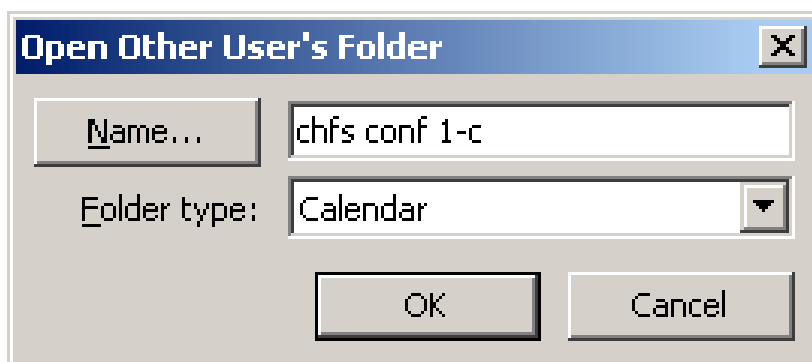 Open Other User's Folder
Name... chfs conf 1-c
Folder type: Calendar
OK Cancel